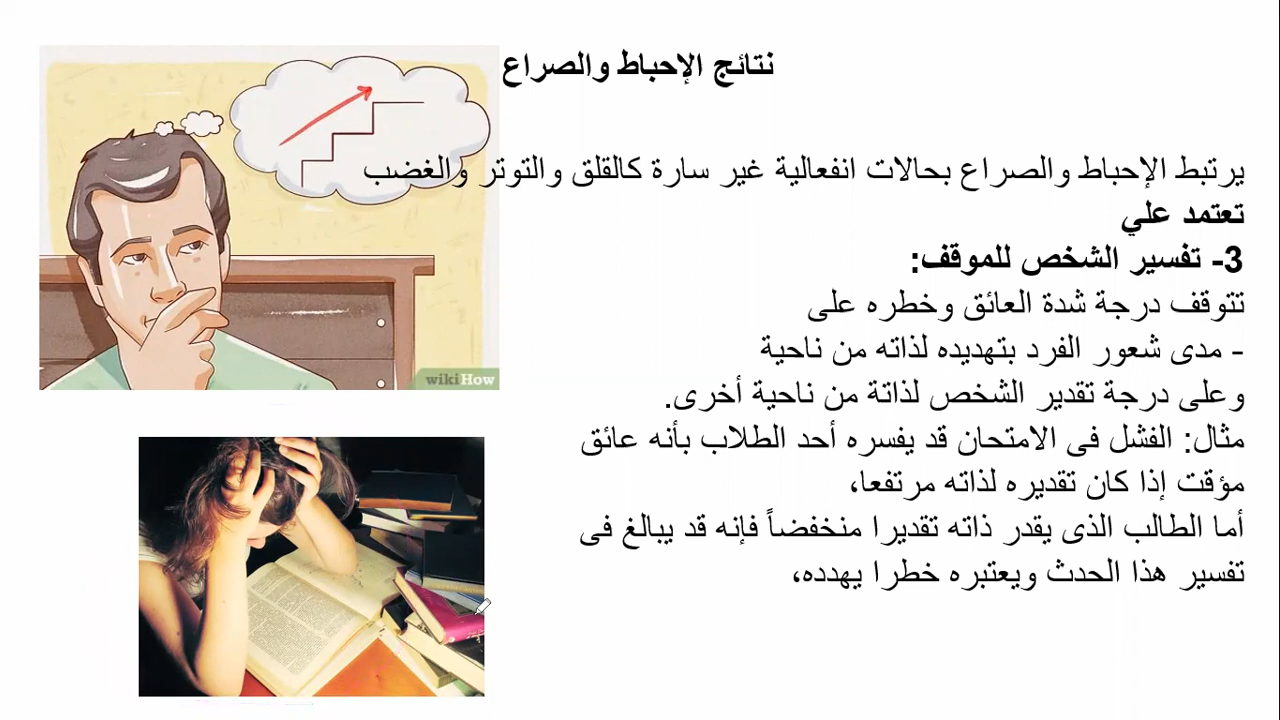 نتائج الإحباط والصراع
يرتبط الإحباط والصراع بحالات انفعالية غير سارة كالقلق والتوتر والغضب
تعتمد علي
3- تفسير الشخص للموقف:
تتوقف درجة شدة العائق وخطره على
- مدى شعور الفرد بتهديده لذاته من ناحية
وعلى درجة تقدير الشخص لذاتة من ناحية أخرى.
مثال: الفشل فى الامتحان قد يفسره أحد الطلاب بأنه عائق
مؤقت إذا كان تقديره لذاته مرتفعا،
أما الطالب الذى يقدر ذاته تقديرا منخفضاً فإنه قد يبالغ فى
تفسير هذا الحدث ويعتبره خطرا يهدده،
wikiHow